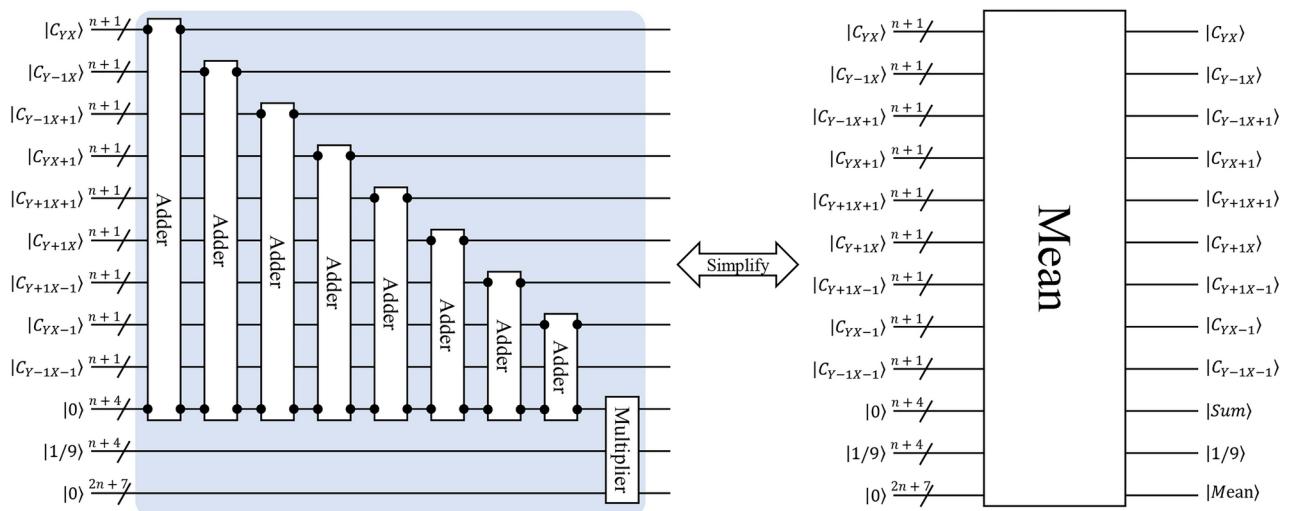 |C_{YX}⟩ n+1
|C_{Y-1X}⟩ n+1
|C_{Y-1X+1}⟩ n+1
|C_{YX+1}⟩ n+1
|C_{Y+1X+1}⟩ n+1
|C_{Y+1X}⟩ n+1
|C_{Y+1X-1}⟩ n+1
|C_{YX-1}⟩ n+1
|C_{Y-1X-1}⟩ n+1
|0⟩ n+4
|1/9⟩ n+4
|0⟩ 2n+7
Adder
Adder
Adder
Adder
Adder
Adder
Adder
Adder
Multiplier
Simplify
|C_{YX}⟩ n+1
|C_{Y-1X}⟩ n+1
|C_{Y-1X+1}⟩ n+1
|C_{YX+1}⟩ n+1
|C_{Y+1X+1}⟩ n+1
|C_{Y+1X}⟩ n+1
|C_{Y+1X-1}⟩ n+1
|C_{YX-1}⟩ n+1
|C_{Y-1X-1}⟩ n+1
|0⟩ n+4
|1/9⟩ n+4
|0⟩ 2n+7
Mean
|C_{YX}⟩
|C_{Y-1X}⟩
|C_{Y-1X+1}⟩
|C_{YX+1}⟩
|C_{Y+1X+1}⟩
|C_{Y+1X}⟩
|C_{Y+1X-1}⟩
|C_{YX-1}⟩
|C_{Y-1X-1}⟩
|Sum⟩
|1/9⟩
|Mean⟩